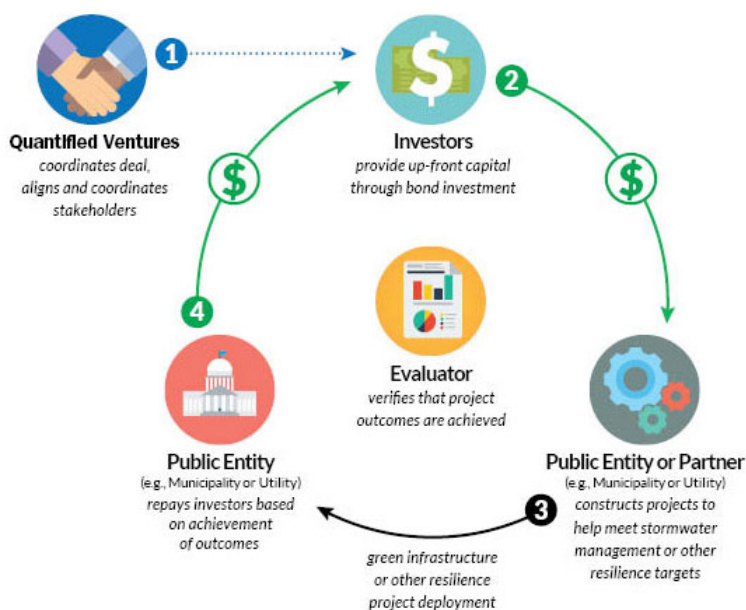 1
Quantified Ventures
coordinates deal,
aligns and coordinates
stakeholders
$
Investors
provide up-front capital
through bond investment
2
$
$
4
Evaluator
verifies that project
outcomes are achieved
Public Entity
(e.g., Municipality or Utility)
repays investors based
on achievement
of outcomes
Public Entity or Partner
(e.g., Municipality or Utility)
constructs projects to
help meet stormwater
management or other
resilience targets
3
green infrastructure
or other resilience
project deployment